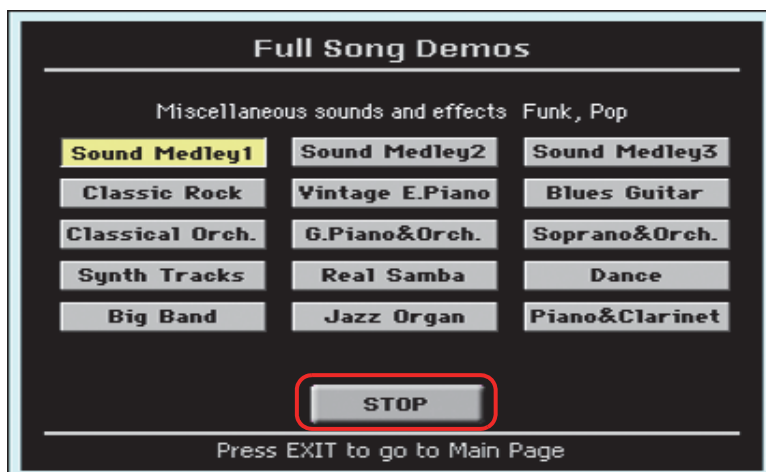 Full Song Demos
Miscellaneous sounds and effects Funk, Pop
Sound Medley1 Sound Medley2 Sound Medley3
Classic Rock Vintage E.Piano Blues Guitar
Classical Orch. G.Piano&Orch. Soprano&Orch.
Synth Tracks Real Samba Dance
Big Band Jazz Organ Piano&Clarinet
STOP
Press EXIT to go to Main Page